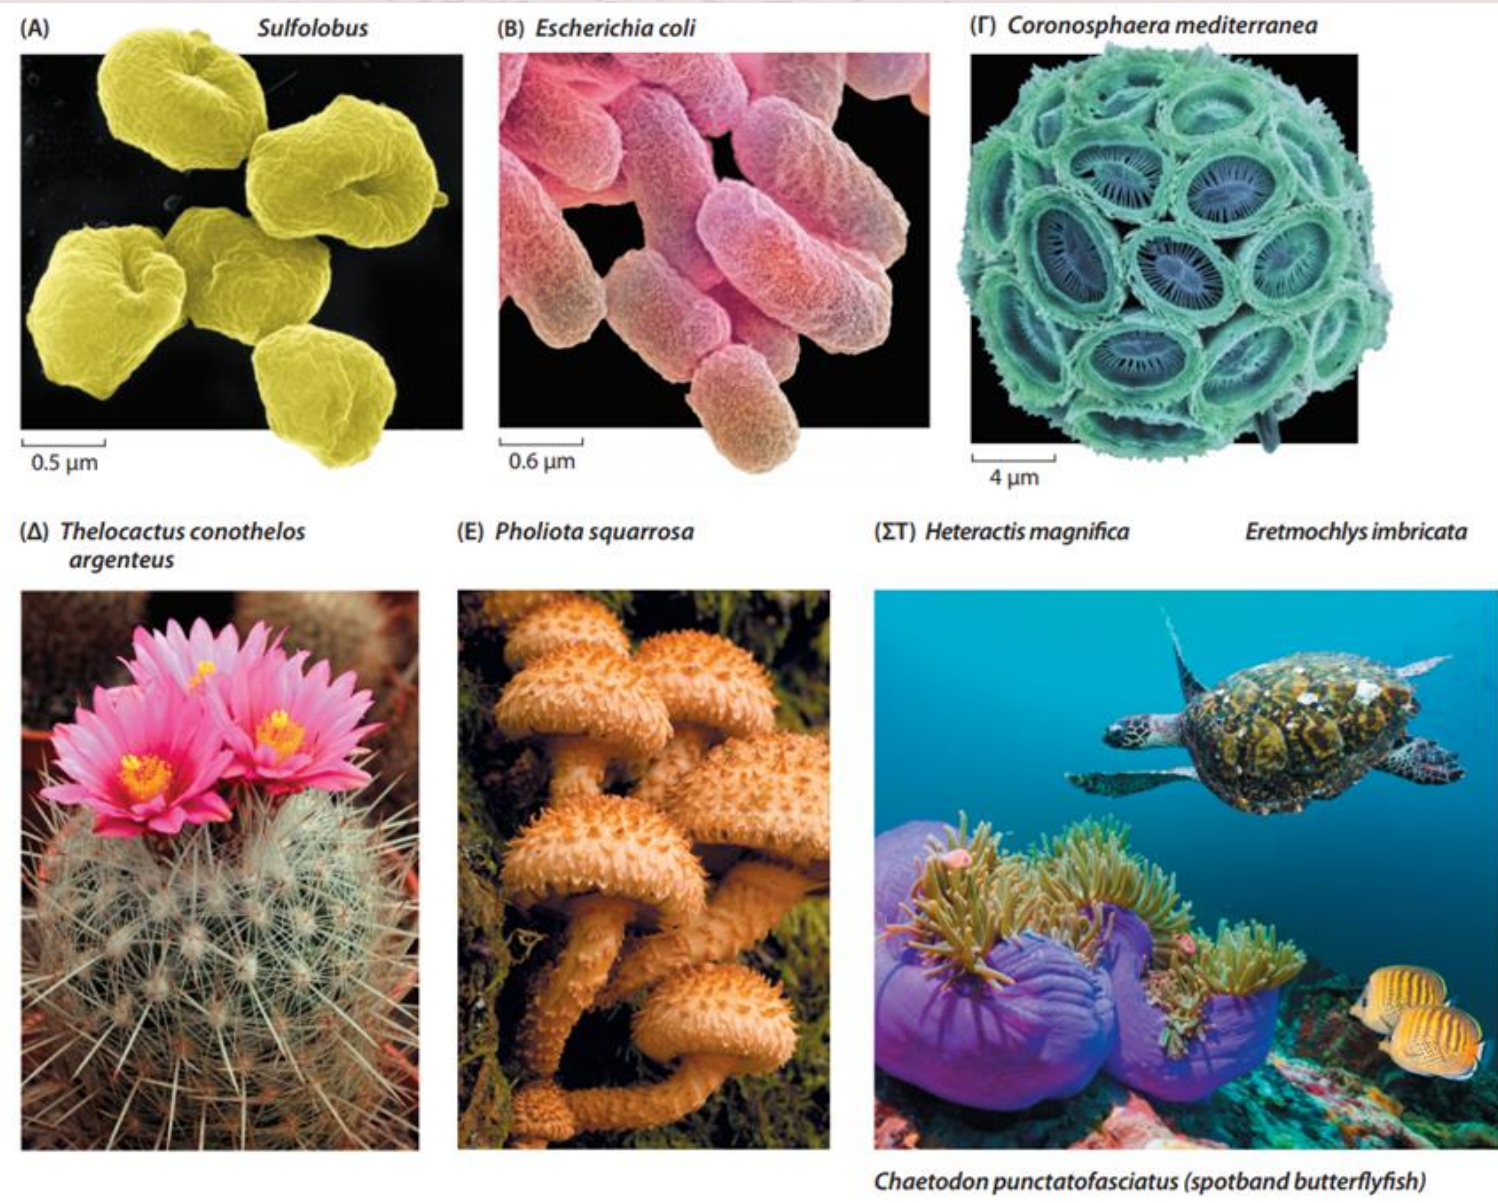 (Α) Sulfolobus
(Β) Escherichia coli
(Γ) Coronosphaera mediterranea
0.5 μm
0.6 μm
4 μm
(Δ) Thelocactus conothelos
argenteus
(Ε) Pholiota squarrosa
(ΣΤ) Heteractis magnifica
Eretmochlys imbricata
Chaetodon punctatofasciatus (spotband butterflyfish)